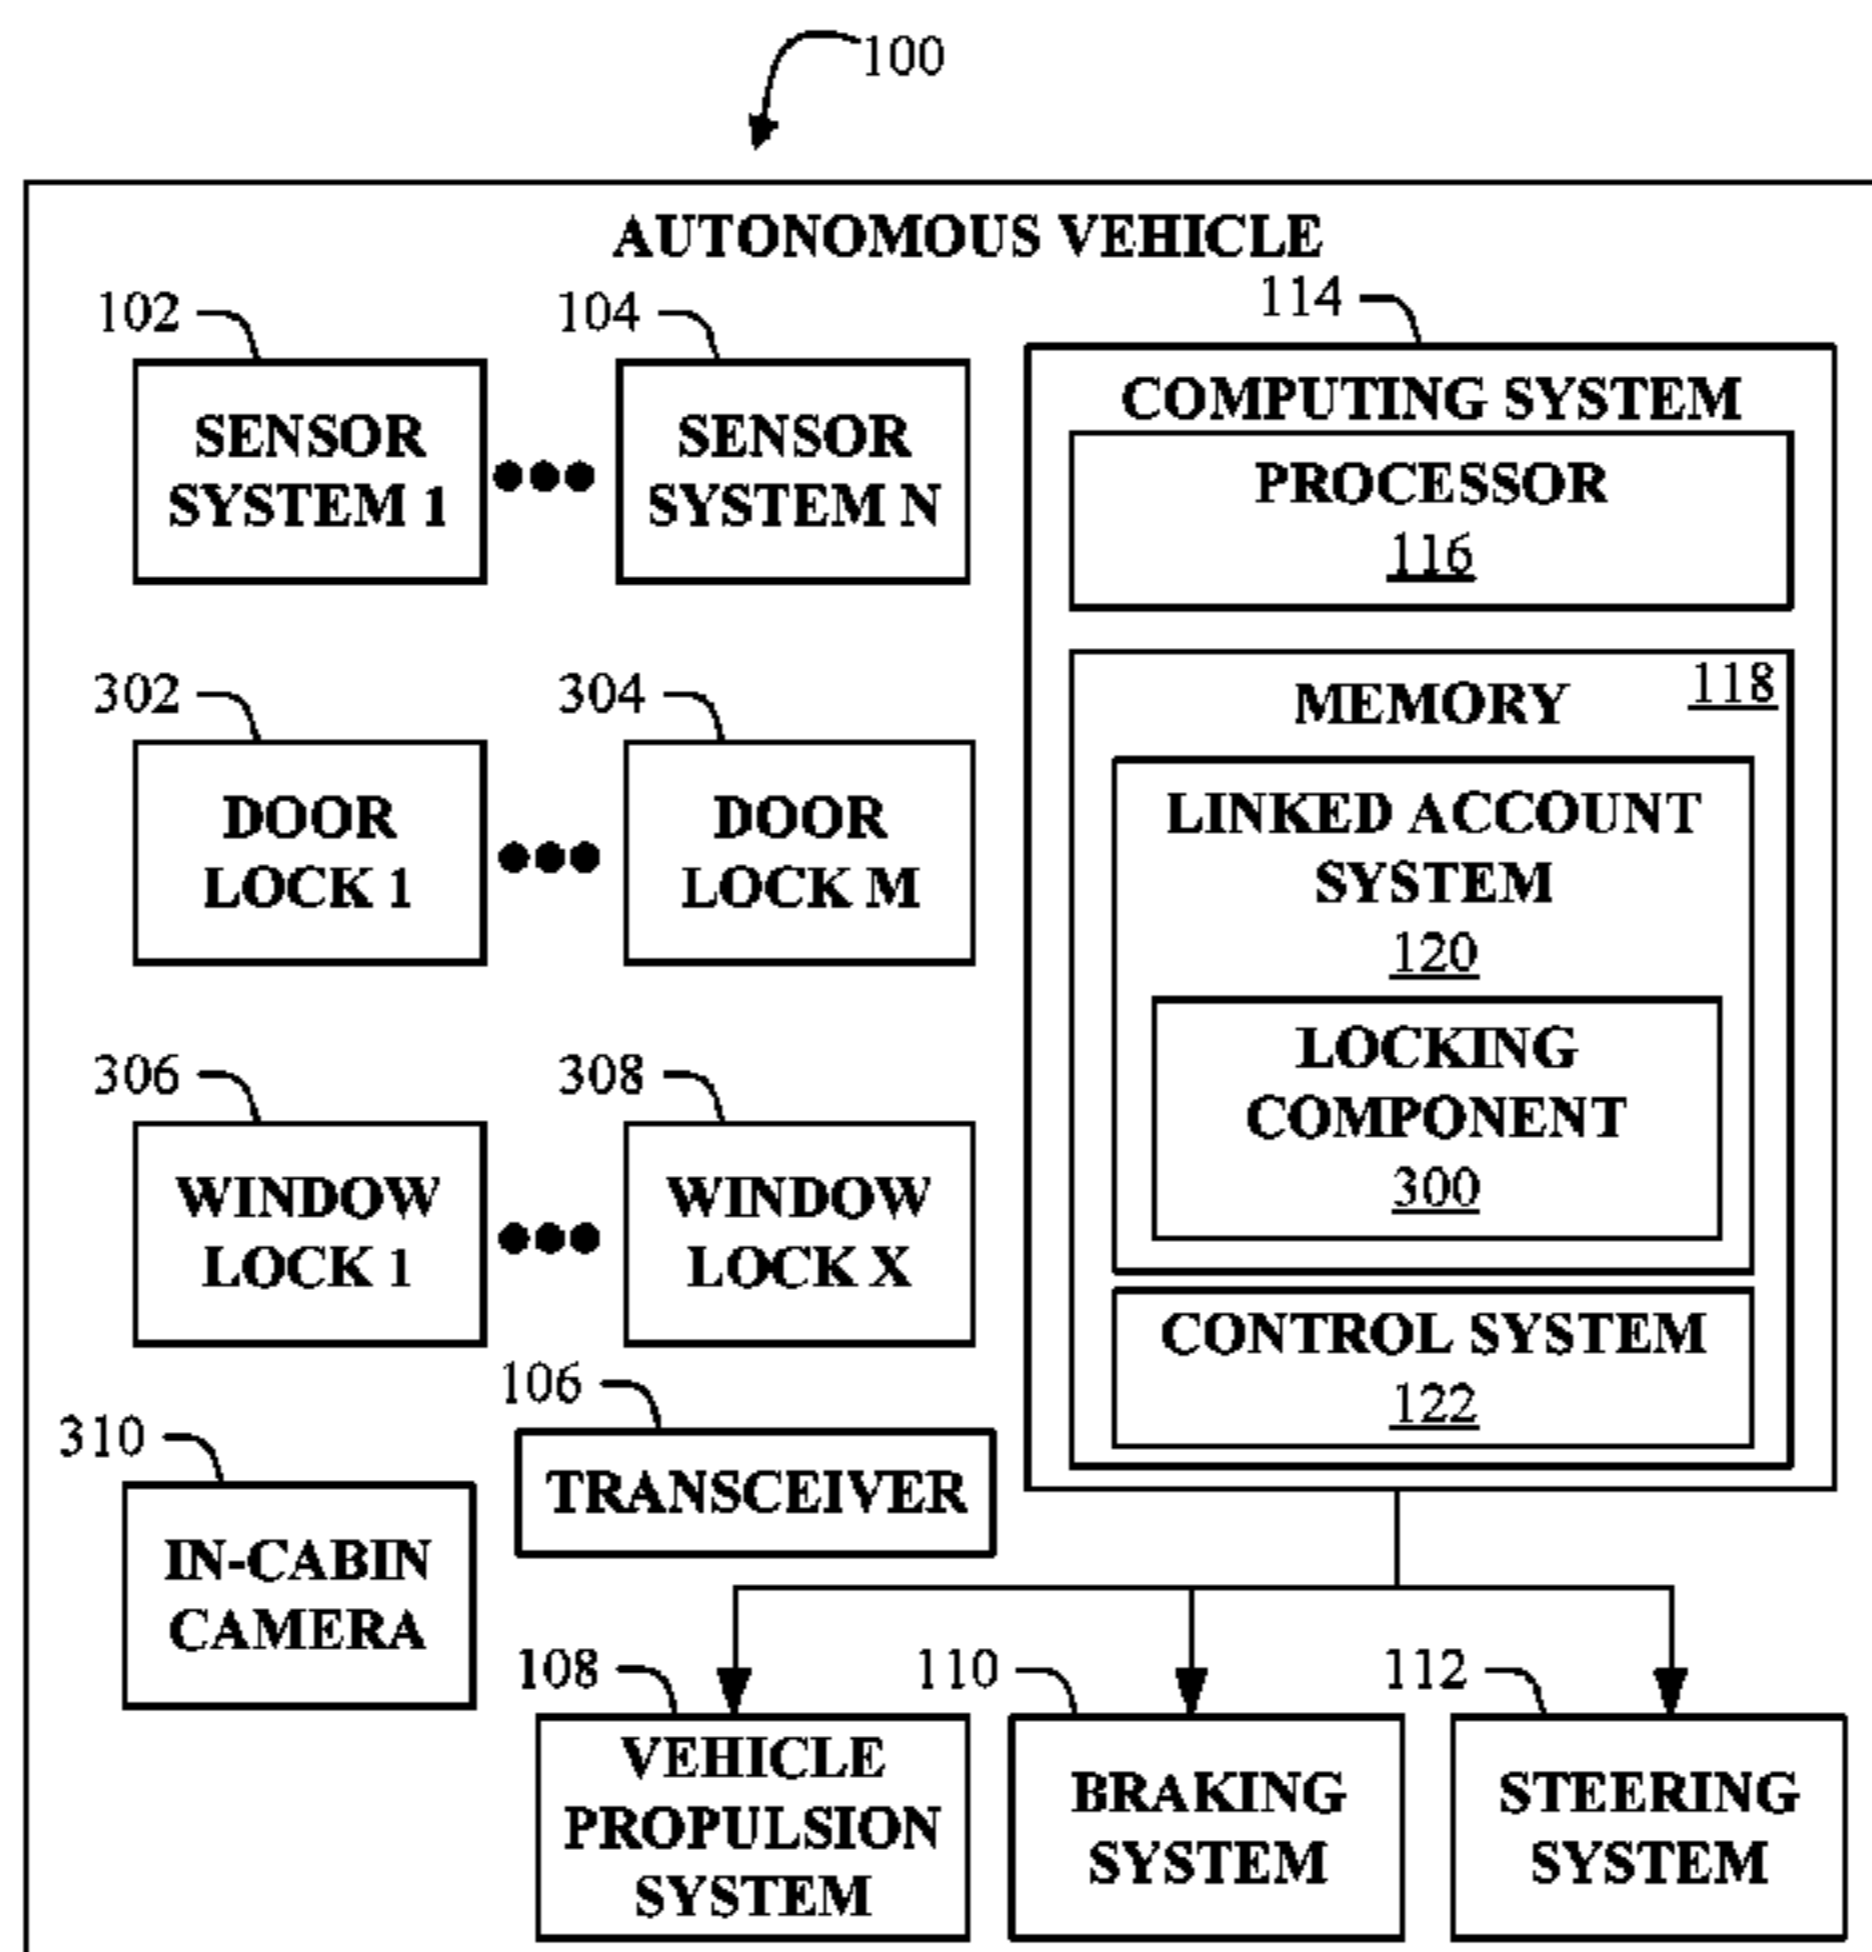 100
AUTONOMOUS VEHICLE
102
104
114
SENSOR
SYSTEM 1
SENSOR
SYSTEM N
COMPUTING SYSTEM
PROCESSOR
116
302
304
DOOR
LOCK 1
DOOR
LOCK M
MEMORY
118
LINKED ACCOUNT
SYSTEM
120
LOCKING
COMPONENT
300
306
308
WINDOW
LOCK 1
WINDOW
LOCK X
CONTROL SYSTEM
122
310
106
IN-CABIN
CAMERA
TRANSCEIVER
108
110
112
VEHICLE
PROPULSION
SYSTEM
BRAKING
SYSTEM
STEERING
SYSTEM